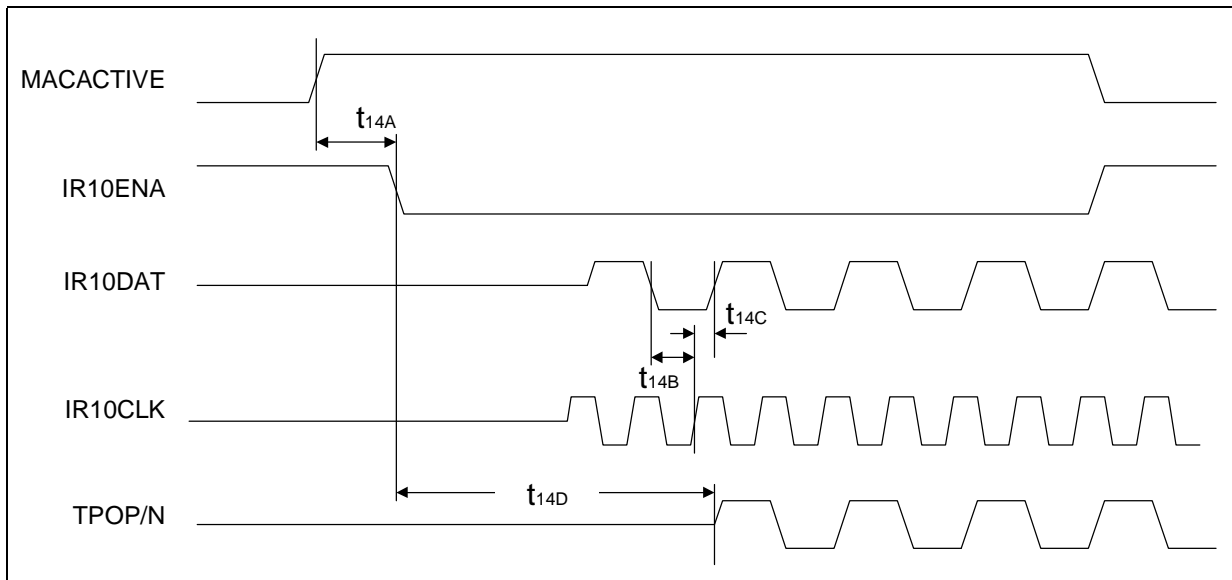 MACACTIVE
t14A
IR10ENA
IR10DAT
t14C
t14B
IR10CLK
t14D
TPOP/N